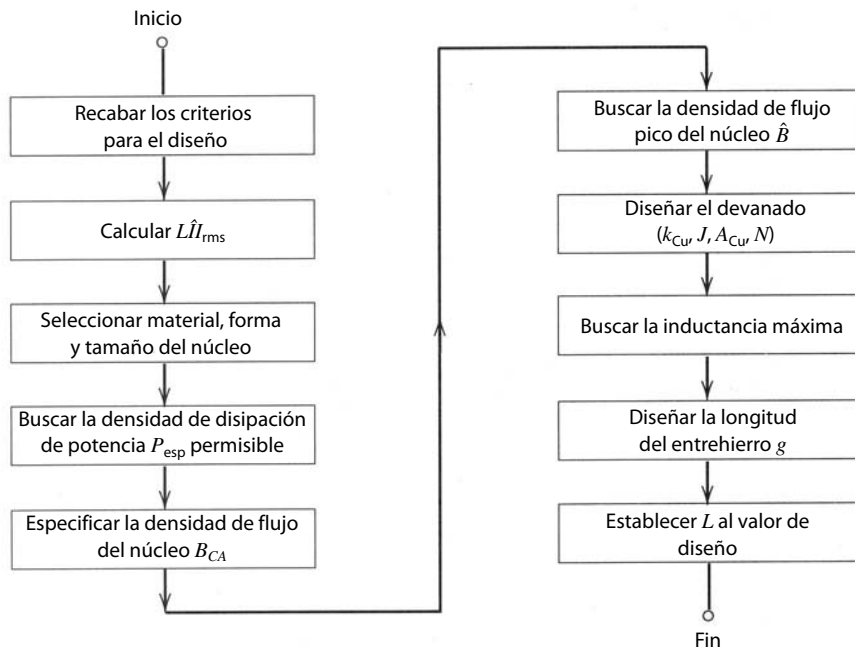 Inicio
Recabar los criterios
para el diseño
Calcular LÎI_rms
Seleccionar material, forma
y tamaño del núcleo
Buscar la densidad de disipación
de potencia P_esp permisible
Especificar la densidad de flujo
del núcleo B_CA
Buscar la densidad de flujo
pico del núcleo B̂
Diseñar el devanado
(k_Cu, J, A_Cu, N)
Buscar la inductancia máxima
Diseñar la longitud
del entrehierro g
Establecer L al valor de
diseño
Fin